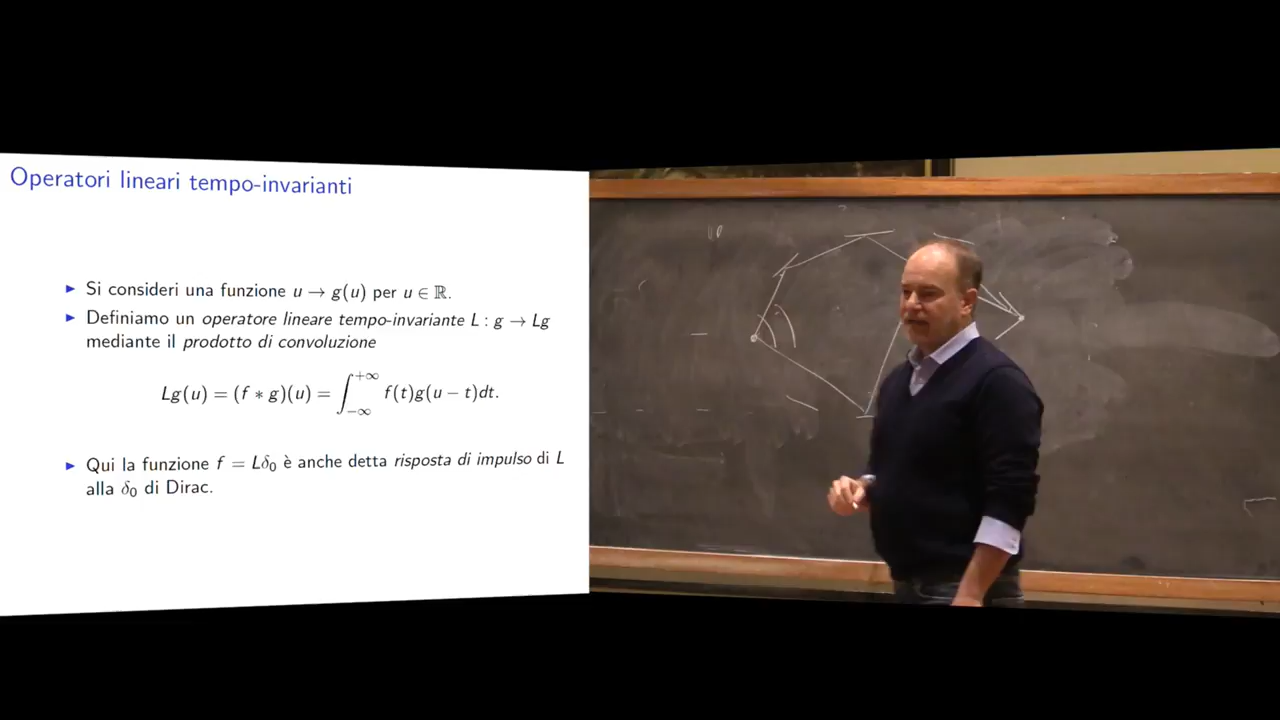 Operatori lineari tempo-invarianti
▶ Si consideri una funzione u → g(u) per u ∈ ℝ.
▶ Definiamo un operatore lineare tempo-invariante L : g → Lg
mediante il prodotto di convoluzione
Lg(u) = (f ∗ g)(u) = ∫_{−∞}^{+∞} f(t)g(u − t)dt.
▶ Qui la funzione f = Lδ₀ è anche detta risposta di impulso di L
alla δ₀ di Dirac.